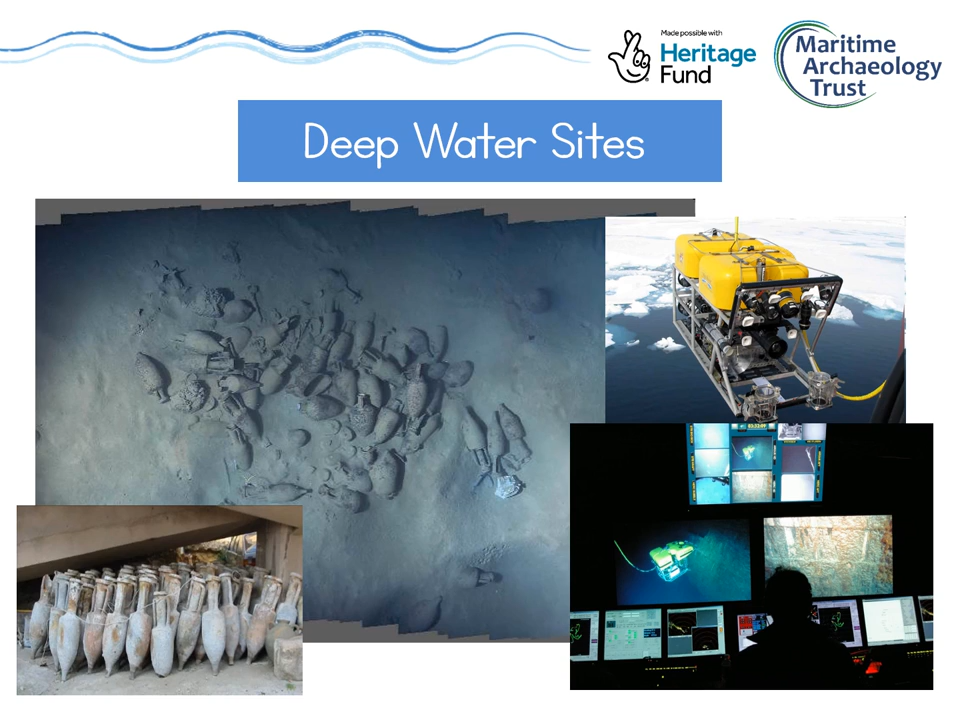 Made possible with
Heritage
Fund
Maritime
Archaeology
Trust
Deep Water Sites